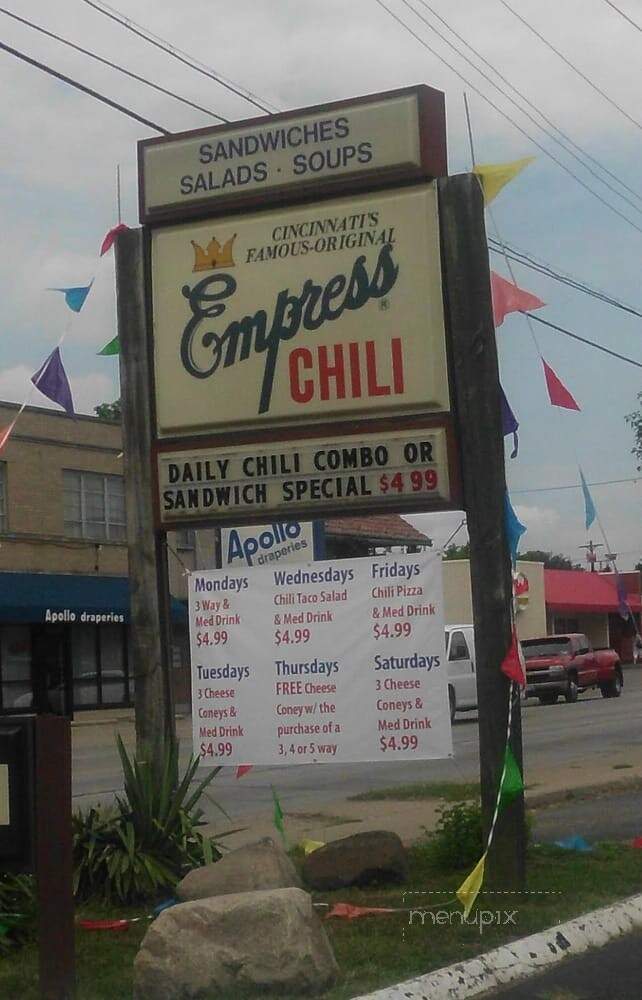 SANDWICHES
SALADS · SOUPS
CINCINNATI'S
FAMOUS-ORIGINAL
Empress®
CHILI
DAILY CHILI COMBO OR
SANDWICH SPECIAL $4 99
Apollo
draperies
Apollo draperies
Mondays
3 Way &
Med Drink
$4.99
Wednesdays
Chili Taco Salad
& Med Drink
$4.99
Fridays
Chili Pizza
& Med Drink
$4.99
Tuesdays
3 Cheese
Coneys &
Med Drink
$4.99
Thursdays
FREE Cheese
Coney w/ the
purchase of a
3, 4 or 5 way
Saturdays
3 Cheese
Coneys &
Med Drink
$4.99
menupix